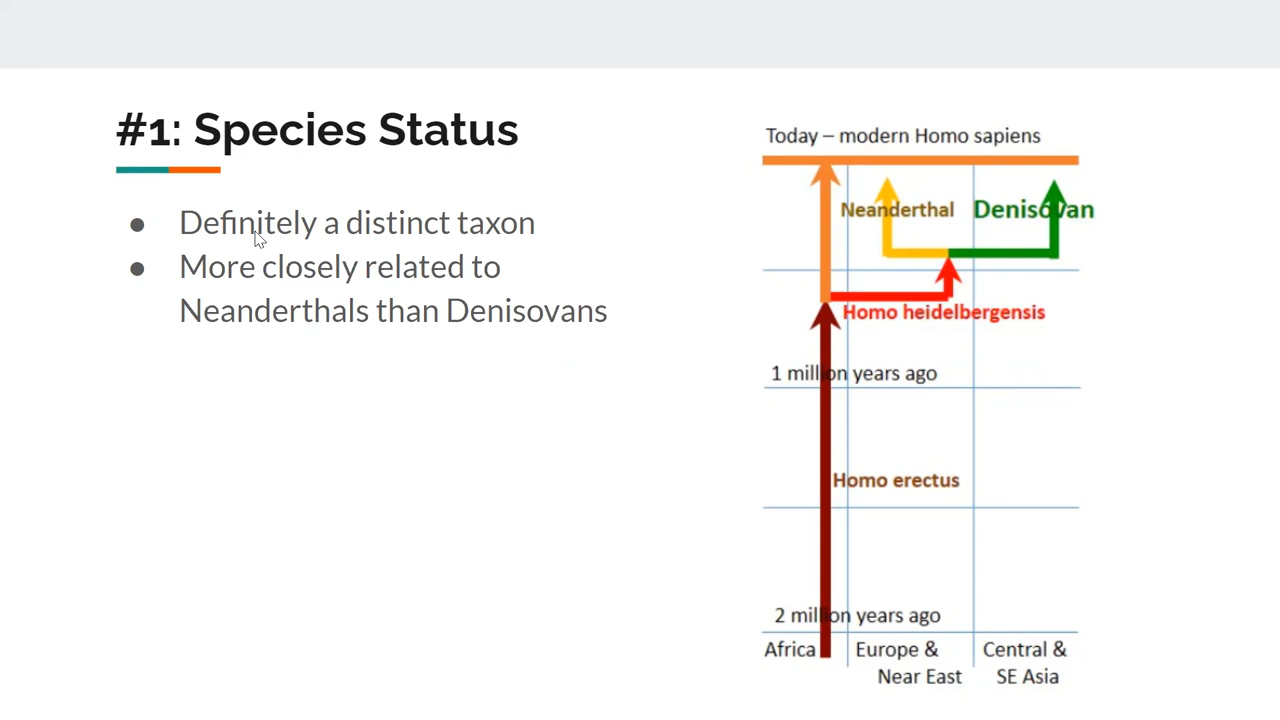 #1: Species Status
● Definitely a distinct taxon
● More closely related to
Neanderthals than Denisovans
Today – modern Homo sapiens
Neanderthal
Denisovan
Homo heidelbergensis
1 million years ago
Homo erectus
2 million years ago
Africa
Europe &
Near East
Central &
SE Asia